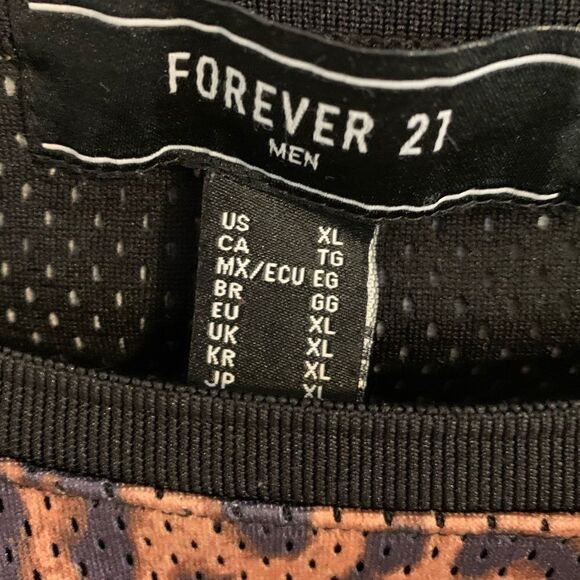 FOREVER 21
MEN
US XL
CA TG
MX/ECU EG
BR GG
EU XL
UK XL
KR XL
JP XL